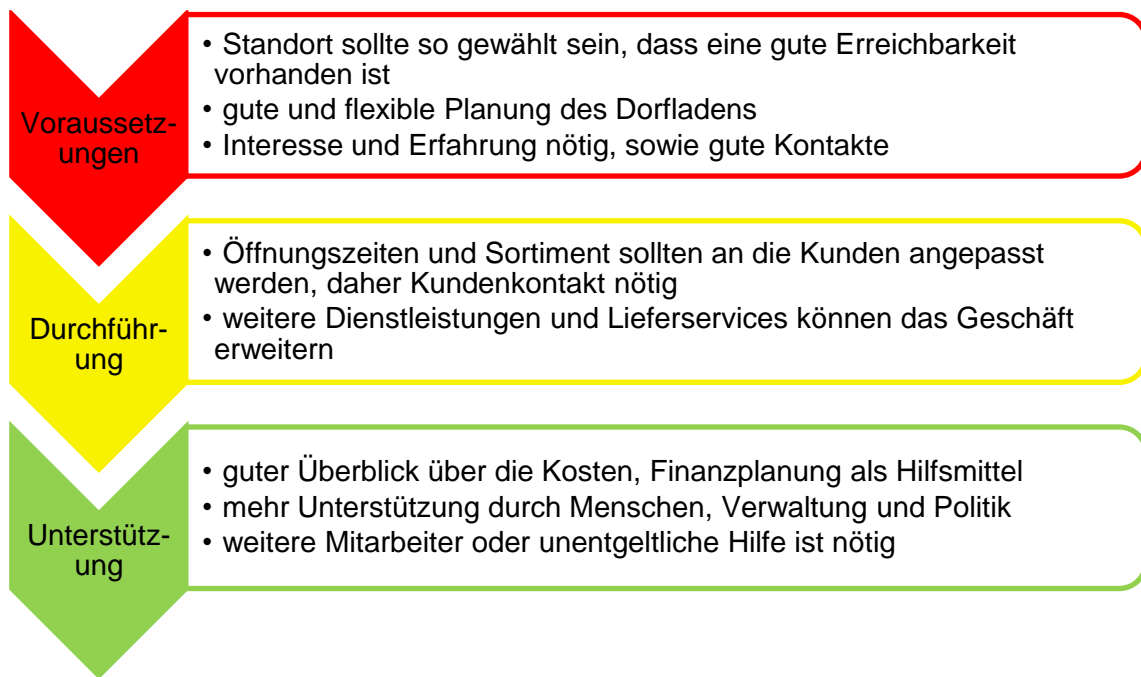 Voraussetz-
ungen
• Standort sollte so gewählt sein, dass eine gute Erreichbarkeit
vorhanden ist
• gute und flexible Planung des Dorfladens
• Interesse und Erfahrung nötig, sowie gute Kontakte
Durchführ-
ung
• Öffnungszeiten und Sortiment sollten an die Kunden angepasst
werden, daher Kundenkontakt nötig
• weitere Dienstleistungen und Lieferservices können das Geschäft
erweitern
Unterstütz-
ung
• guter Überblick über die Kosten, Finanzplanung als Hilfsmittel
• mehr Unterstützung durch Menschen, Verwaltung und Politik
• weitere Mitarbeiter oder unentgeltliche Hilfe ist nötig